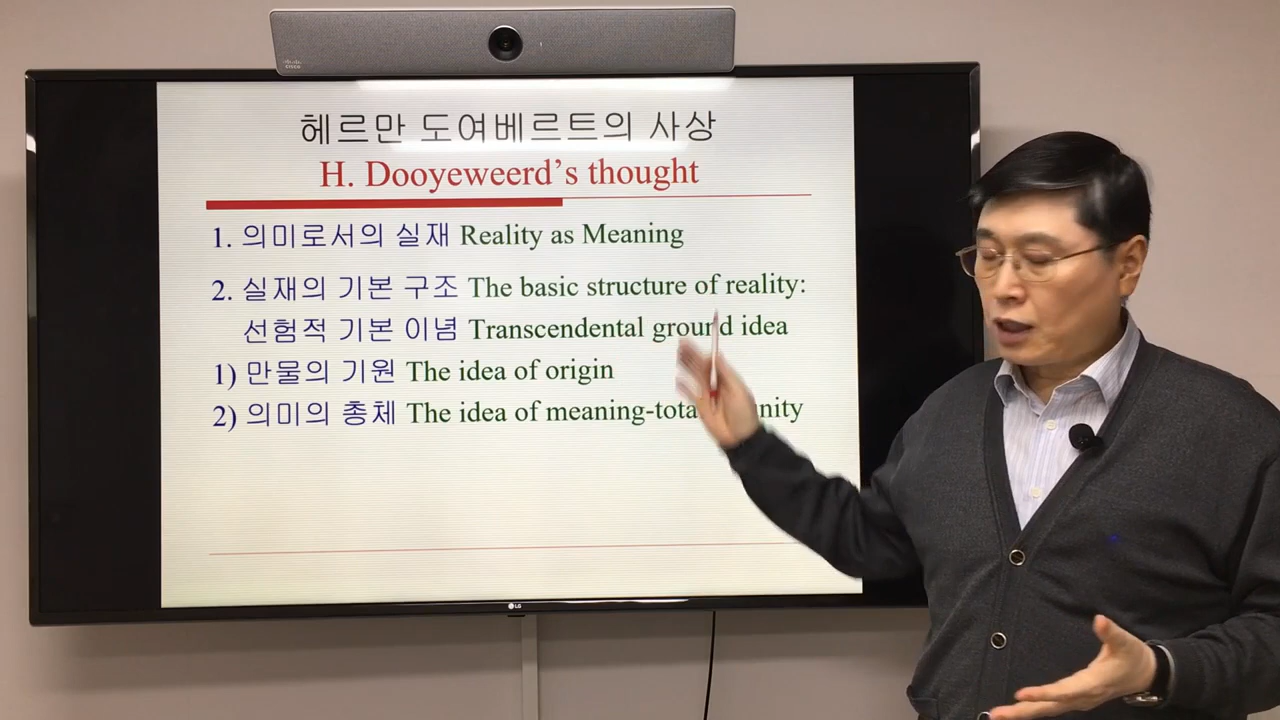 CISCO
헤르만 도여베르트의 사상
H. Dooyeweerd's thought
1. 의미로서의 실재 Reality as Meaning
2. 실재의 기본 구조 The basic structure of reality:
선험적 기본 이념 Transcendental ground idea
1) 만물의 기원 The idea of origin
2) 의미의 총체 The idea of
LG